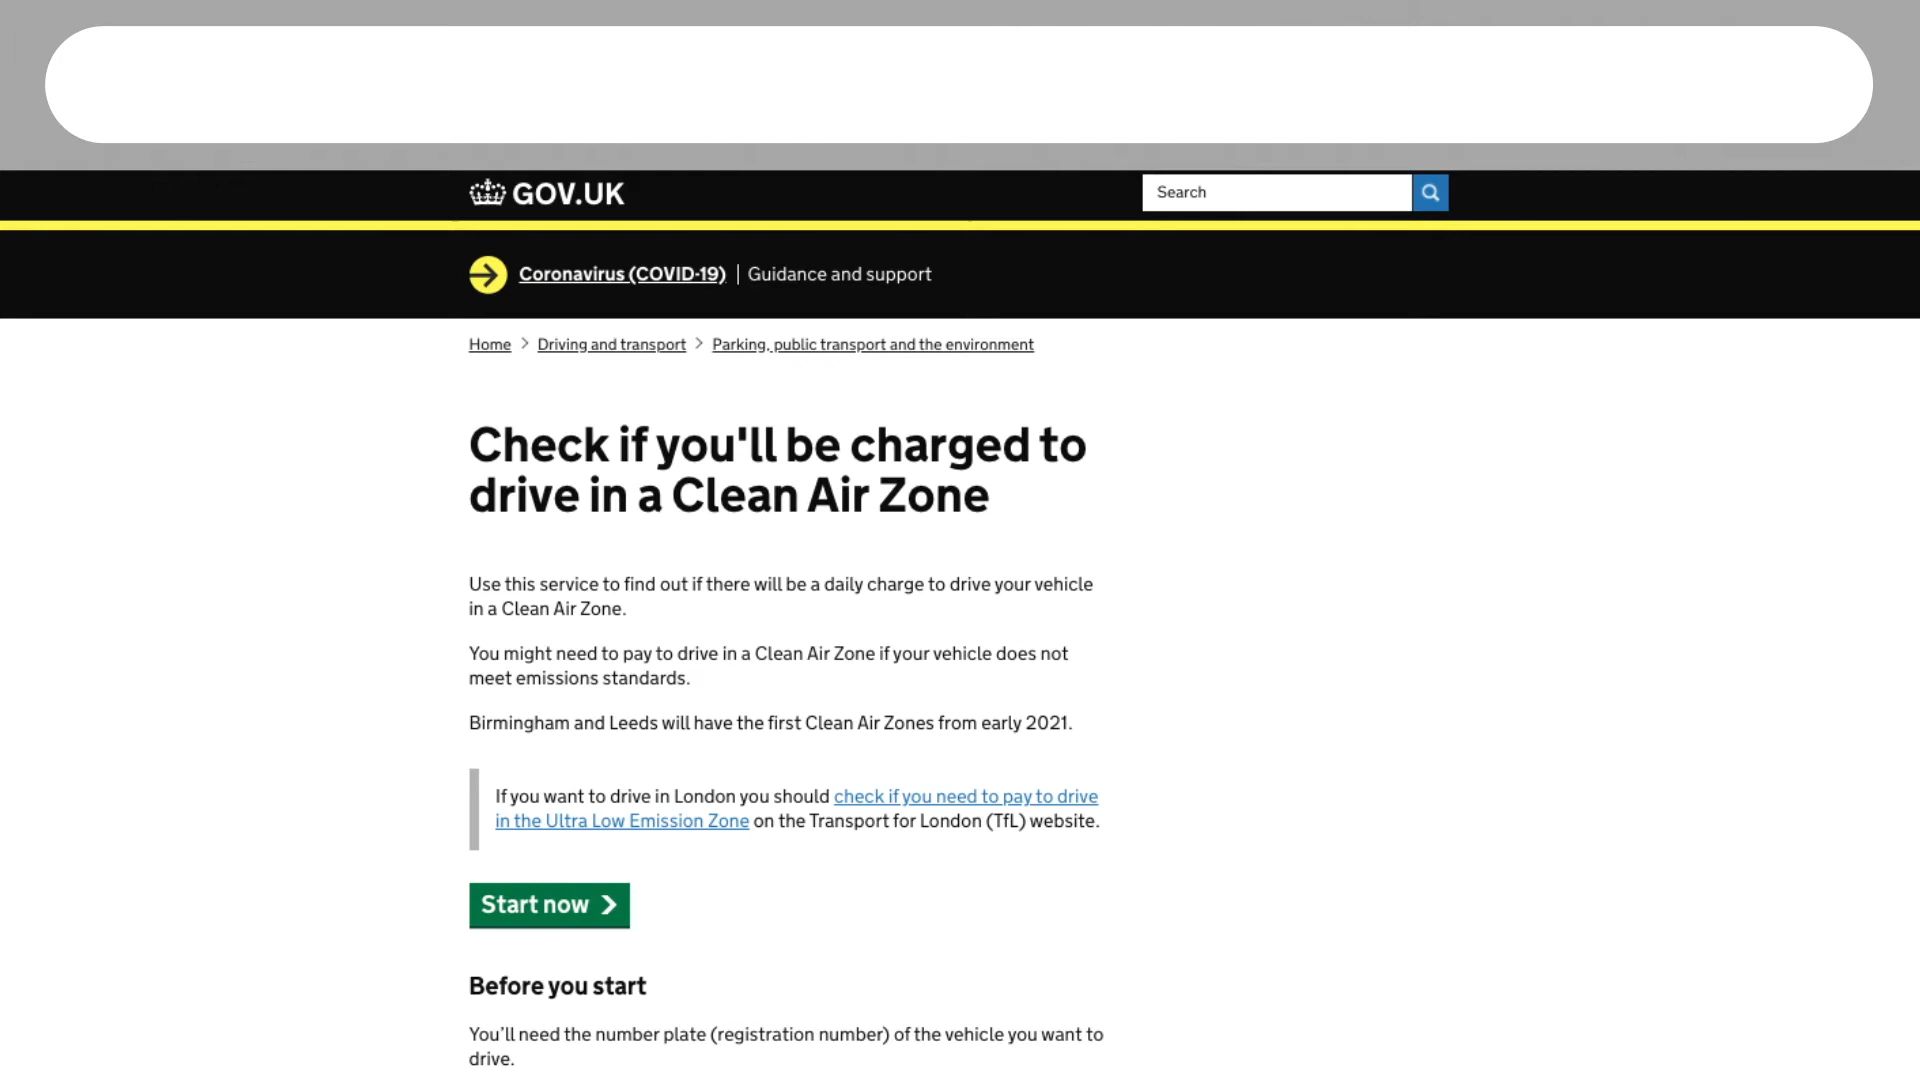 GOV.UK
Search
Coronavirus (COVID-19) | Guidance and support
Home > Driving and transport > Parking, public transport and the environment
Check if you'll be charged to
drive in a Clean Air Zone
Use this service to find out if there will be a daily charge to drive your vehicle
in a Clean Air Zone.
You might need to pay to drive in a Clean Air Zone if your vehicle does not
meet emissions standards.
Birmingham and Leeds will have the first Clean Air Zones from early 2021.
If you want to drive in London you should check if you need to pay to drive
in the Ultra Low Emission Zone on the Transport for London (TfL) website.
Start now
Before you start
You’ll need the number plate (registration number) of the vehicle you want to
drive.